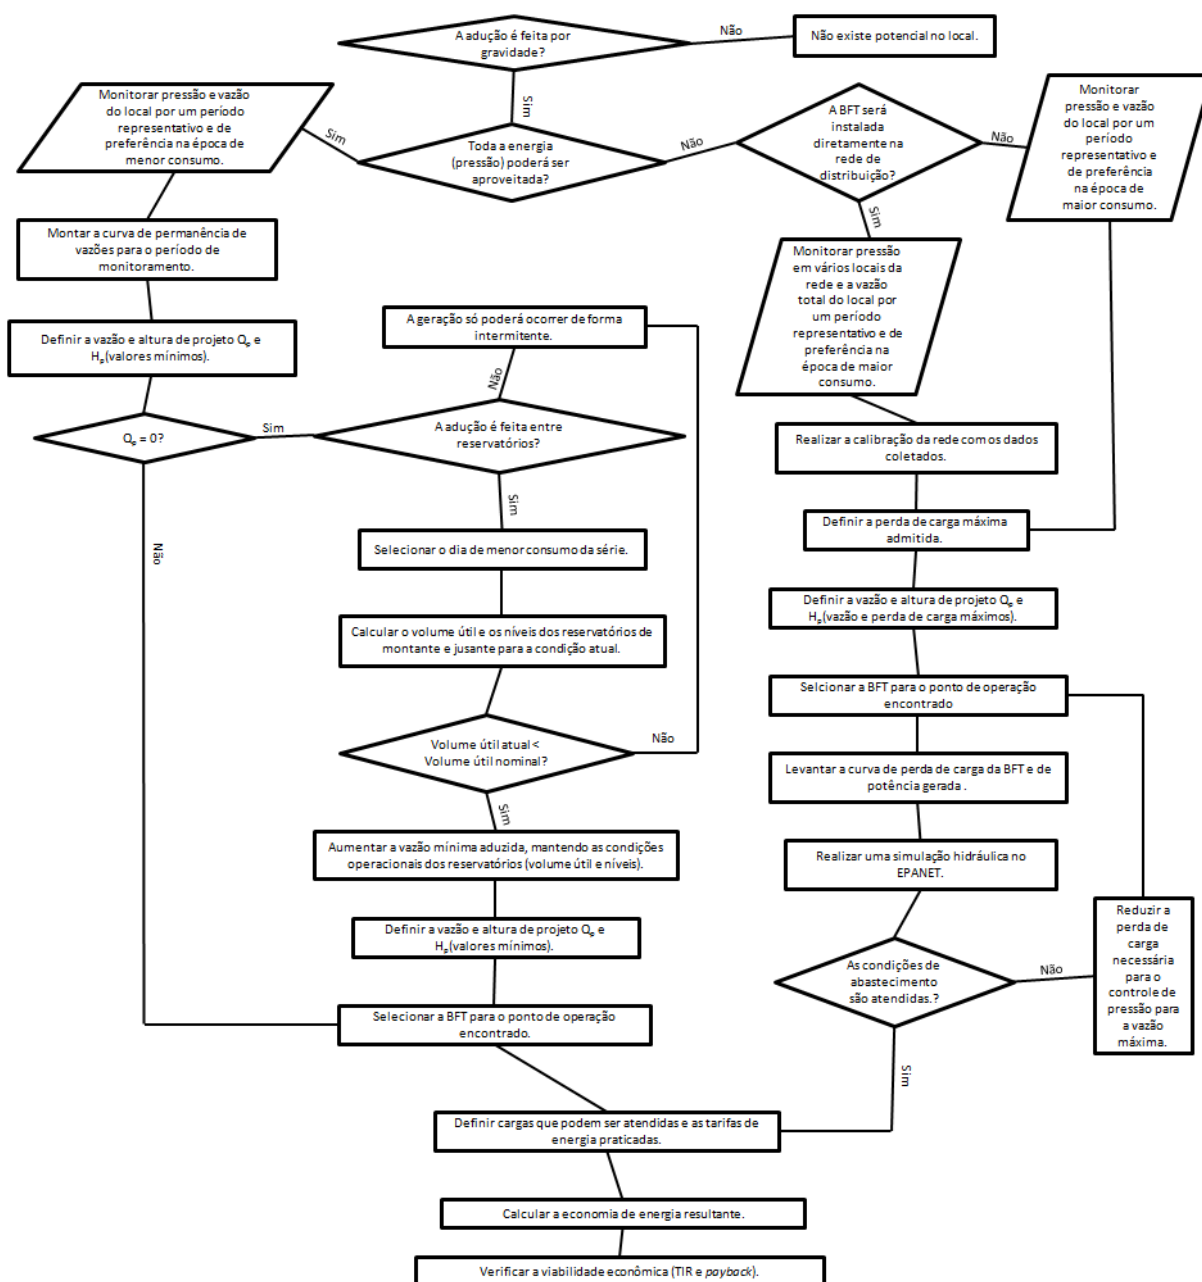 A adução é feita por
gravidade?
Não
Não existe potencial no local.
Sim
Monitorar pressão e vazão
do local por um período
representativo e de
preferência na época de
menor consumo.
Sim
Toda a energia
(pressão) poderá ser
aproveitada?
Não
A BFT será
instalada
diretamente na
rede de
distribuição?
Não
Monitorar
pressão e vazão
do local por um
período
representativo e
de preferência
na época de
maior consumo.
Sim
Montar a curva de permanência de
vazões para o período de
monitoramento.
Monitorar pressão
em vários locais da
rede e a vazão
total do local por
um período
representativo e de
preferência na
época de maior
consumo.
Definir a vazão e altura de projeto Qₚ e
Hₚ(valores mínimos).
A geração só poderá ocorrer de forma
intermitente.
Não
Qₚ = 0?
Sim
A adução é feita entre
reservatórios?
Realizar a calibração da rede com os dados
coletados.
Sim
Não
Selecionar o dia de menor consumo da série.
Definir a perda de carga máxima
admitida.
Definir a vazão e altura de projeto Qₚ e
Hₚ(vazão e perda de carga máximos).
Calcular o volume útil e os níveis dos reservatórios de
montante e jusante para a condição atual.
Selcionar a BFT para o ponto de operação
encontrado
Volume útil atual <
Volume útil nominal?
Não
Levantar a curva de perda de carga da BFT e de
potência gerada .
Sim
Aumentar a vazão mínima aduzida, mantendo as condições
operacionais dos reservatórios (volume útil e níveis).
Realizar uma simulação hidráulica no
EPANET.
Definir a vazão e altura de projeto Qₚ e
Hₚ(valores mínimos).
As condições de
abastecimento
são atendidas.?
Não
Reduzir a
perda de
carga
necessária
para o
controle de
pressão para
a vazão
máxima.
Selecionar a BFT para o ponto de operação
encontrado.
Sim
Definir cargas que podem ser atendidas e as tarifas de
energia praticadas.
Calcular a economia de energia resultante.
Verificar a viabilidade econômica (TIR e payback).